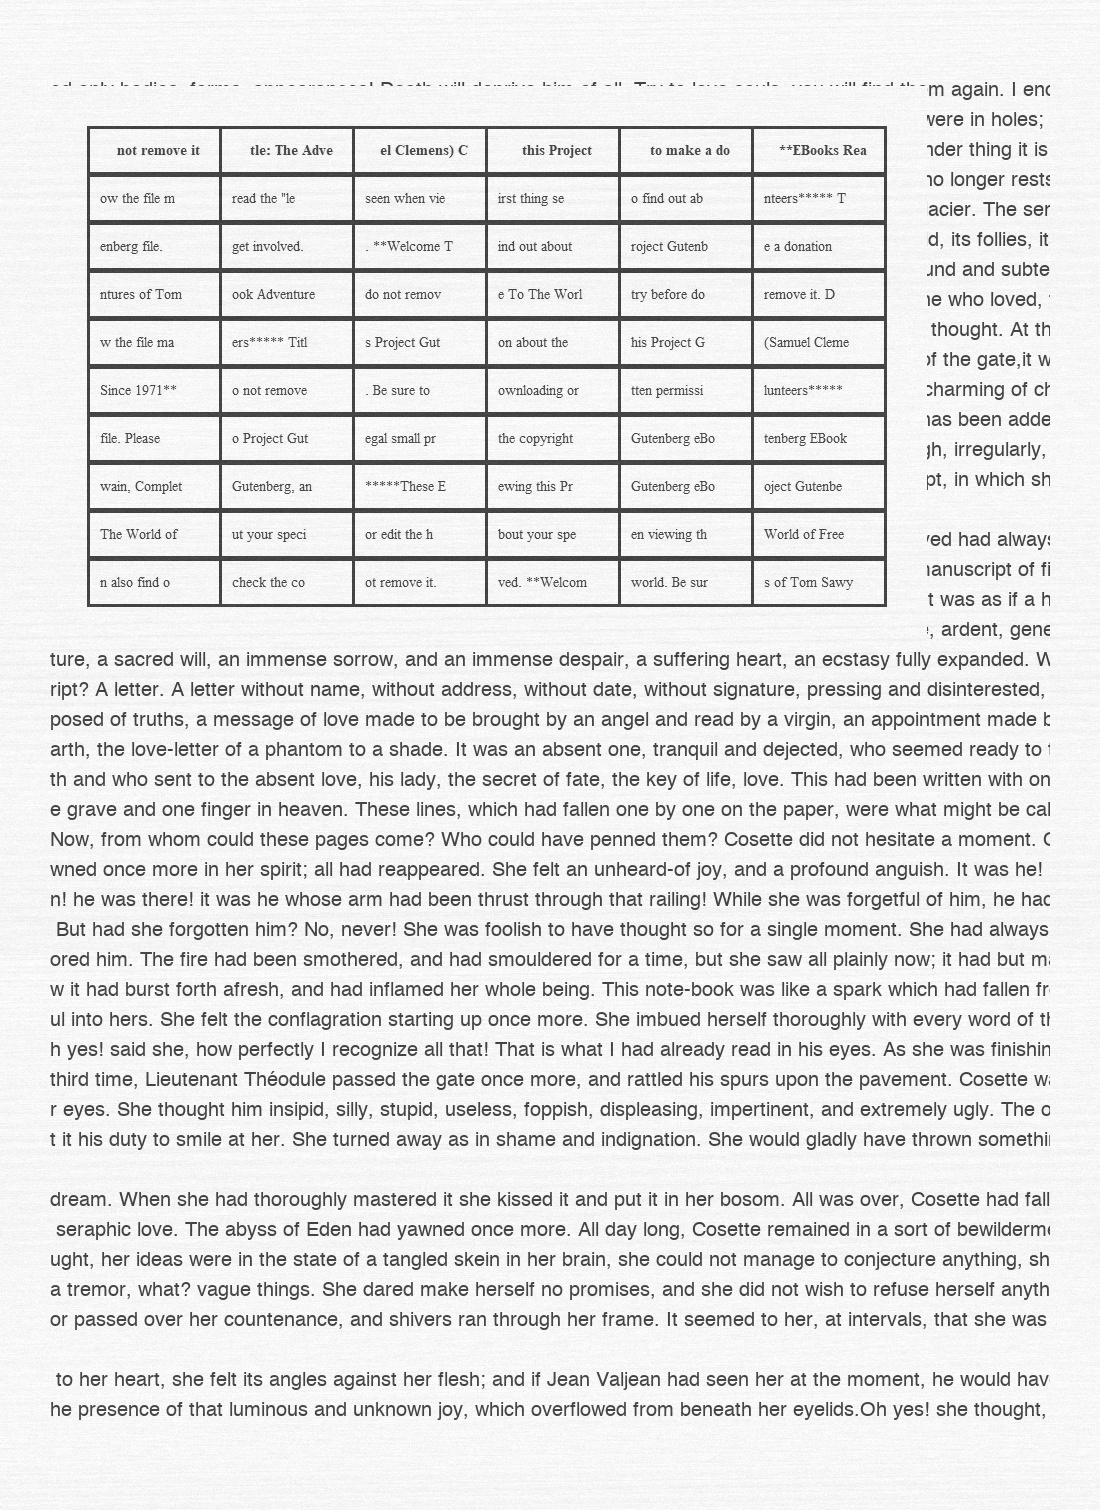 ed only bodies, forms, appearances! Death will deprive him of all. Try to love souls, you will find them again. I enc
were in holes;
nder thing it is
no longer rests
acier. The ser
d, its follies, it
und and subte
ne who loved,
thought. At th
of the gate,it w
charming of ch
has been adde
gh, irregularly,
pt, in which sh
ved had always
nanuscript of fi
t was as if a h
, ardent, gene
not remove it tle: The Adve el Clemens) C this Project to make a do **EBooks Rea
ow the file m read the "le seen when vie irst thing se o find out ab nteers***** T
enberg file. get involved. . **Welcome T ind out about roject Gutenb e a donation
ntures of Tom ook Adventure do not remov e To The Worl try before do remove it. D
w the file ma ers***** Titl s Project Gut on about the his Project G (Samuel Cleme
Since 1971** o not remove . Be sure to ownloading or tten permissi lunteers*****
file. Please o Project Gut egal small pr the copyright Gutenberg eBo tenberg EBook
wain, Complet Gutenberg, an *****These E ewing this Pr Gutenberg eBo oject Gutenbe
The World of ut your speci or edit the h bout your spe en viewing th World of Free
n also find o check the co ot remove it. ved. **Welcom world. Be sur s of Tom Sawy
ture, a sacred will, an immense sorrow, and an immense despair, a suffering heart, an ecstasy fully expanded. W
ript? A letter. A letter without name, without address, without date, without signature, pressing and disinterested,
posed of truths, a message of love made to be brought by an angel and read by a virgin, an appointment made b
arth, the love-letter of a phantom to a shade. It was an absent one, tranquil and dejected, who seemed ready to
th and who sent to the absent love, his lady, the secret of fate, the key of life, love. This had been written with on
e grave and one finger in heaven. These lines, which had fallen one by one on the paper, were what might be cal
Now, from whom could these pages come? Who could have penned them? Cosette did not hesitate a moment. C
wned once more in her spirit; all had reappeared. She felt an unheard-of joy, and a profound anguish. It was he!
n! he was there! it was he whose arm had been thrust through that railing! While she was forgetful of him, he had
But had she forgotten him? No, never! She was foolish to have thought so for a single moment. She had always
ored him. The fire had been smothered, and had smouldered for a time, but she saw all plainly now; it had but ma
w it had burst forth afresh, and had inflamed her whole being. This note-book was like a spark which had fallen fr
ul into hers. She felt the conflagration starting up once more. She imbued herself thoroughly with every word of th
h yes! said she, how perfectly I recognize all that! That is what I had already read in his eyes. As she was finishin
third time, Lieutenant Théodule passed the gate once more, and rattled his spurs upon the pavement. Cosette wa
r eyes. She thought him insipid, silly, stupid, useless, foppish, displeasing, impertinent, and extremely ugly. The o
t it his duty to smile at her. She turned away as in shame and indignation. She would gladly have thrown somethin
dream. When she had thoroughly mastered it she kissed it and put it in her bosom. All was over, Cosette had fall
seraphic love. The abyss of Eden had yawned once more. All day long, Cosette remained in a sort of bewilderme
ught, her ideas were in the state of a tangled skein in her brain, she could not manage to conjecture anything, sh
a tremor, what? vague things. She dared make herself no promises, and she did not wish to refuse herself anyth
or passed over her countenance, and shivers ran through her frame. It seemed to her, at intervals, that she was
to her heart, she felt its angles against her flesh; and if Jean Valjean had seen her at the moment, he would hav
he presence of that luminous and unknown joy, which overflowed from beneath her eyelids.Oh yes! she thought,